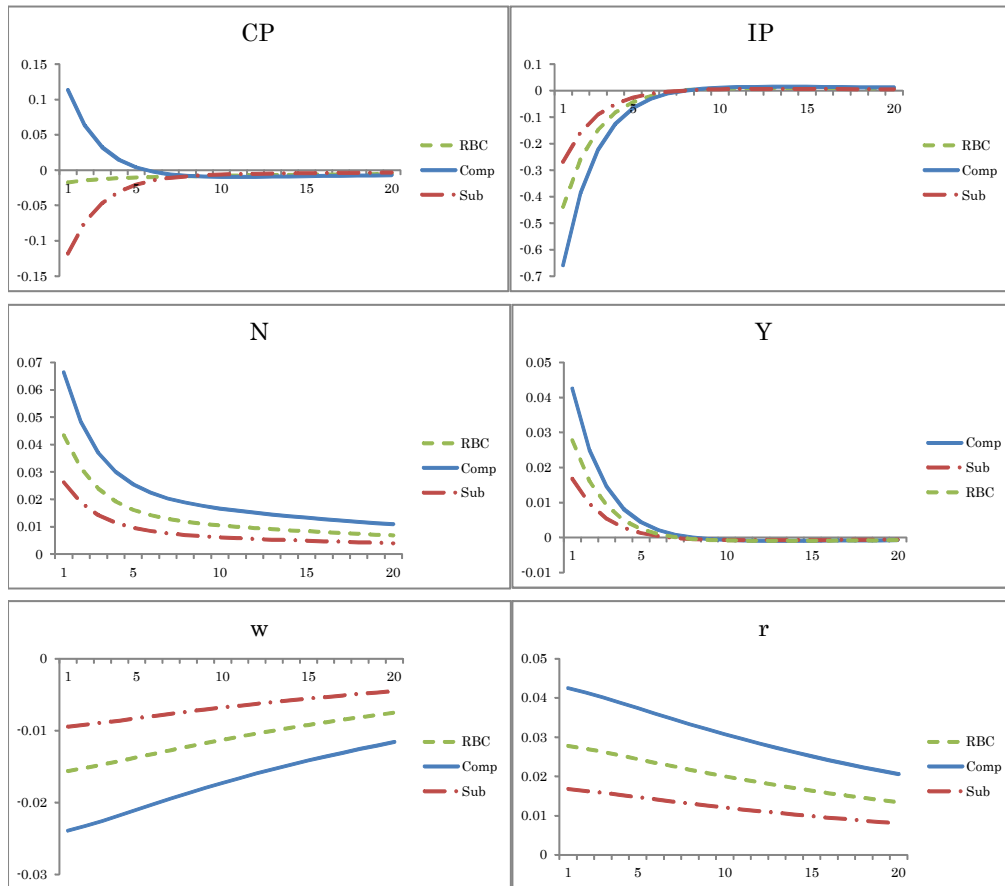 CP
0.15
0.1
0.05
0
-0.05
-0.1
-0.15
1 5 10 15 20
RBC
Comp
Sub
IP
0.1
0
-0.1
-0.2
-0.3
-0.4
-0.5
-0.6
-0.7
1 5 10 15 20
RBC
Comp
Sub
N
0.07
0.06
0.05
0.04
0.03
0.02
0.01
0
1 5 10 15 20
RBC
Comp
Sub
Y
0.05
0.04
0.03
0.02
0.01
0
-0.01
1 5 10 15 20
Comp
Sub
RBC
w
0
-0.01
-0.02
-0.03
1 5 10 15 20
RBC
Comp
Sub
r
0.05
0.04
0.03
0.02
0.01
0
1 5 10 15 20
RBC
Comp
Sub